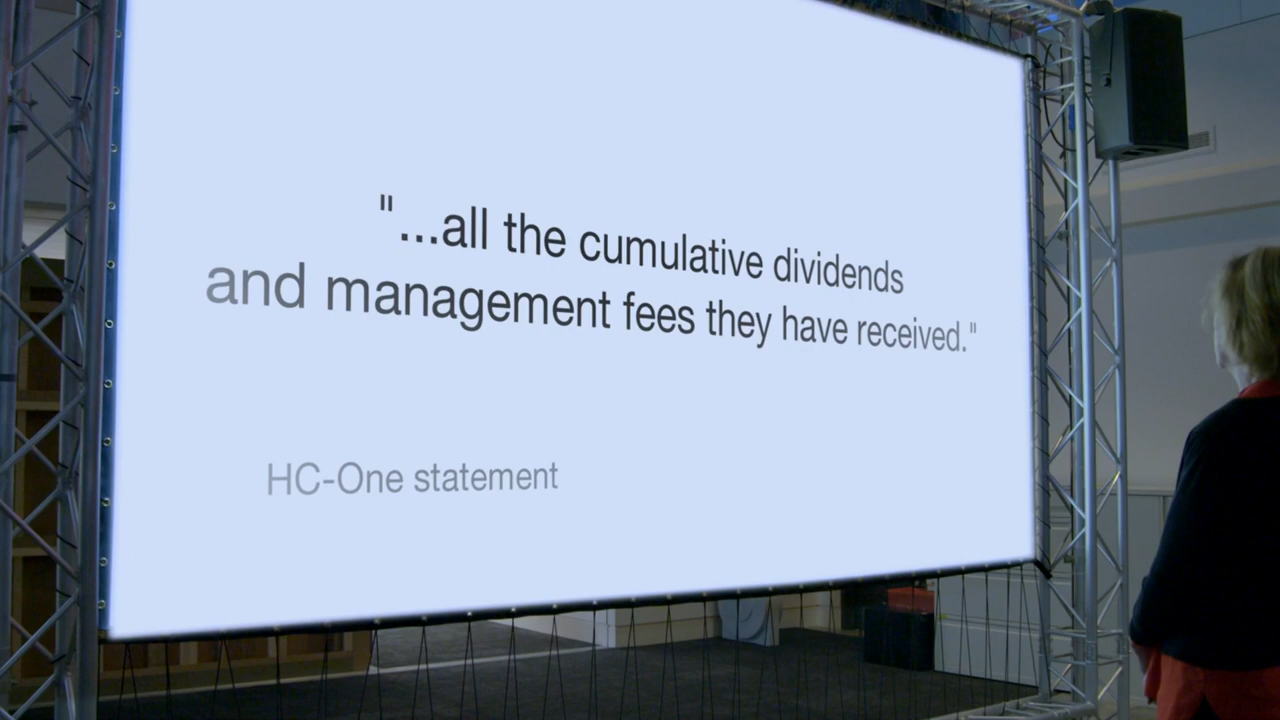 "...all the cumulative dividends
and management fees they have received."
HC-One statement